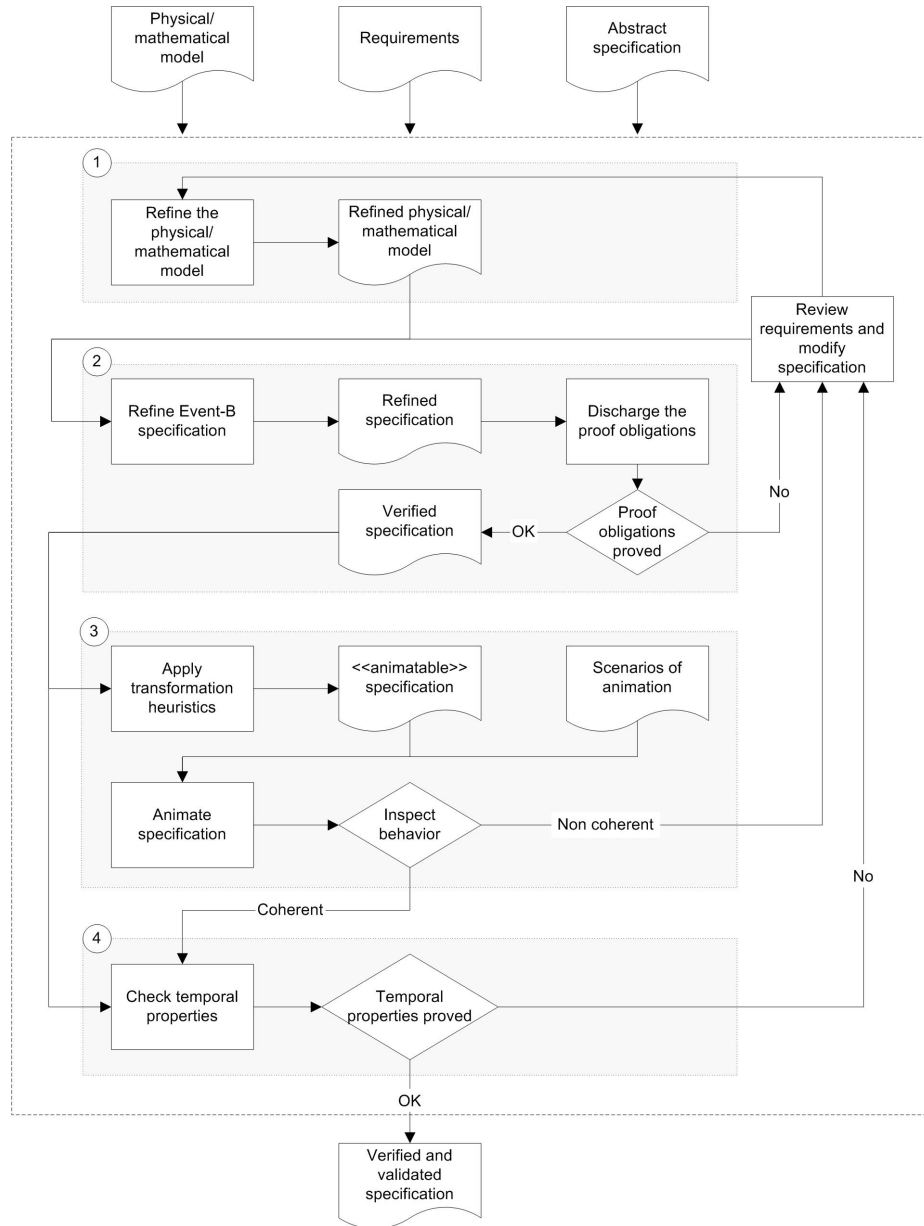 Physical/
mathematical
model
Requirements
Abstract
specification
1
Refine the
physical/
mathematical
model
Refined physical/
mathematical
model
Review
requirements and
modify
specification
2
Refine Event-B
specification
Refined
specification
Discharge the
proof obligations
No
Verified
specification
OK
Proof
obligations
proved
3
Apply
transformation
heuristics
<<animatable>>
specification
Scenarios of
animation
Animate
specification
Inspect
behavior
Non coherent
No
Coherent
4
Check temporal
properties
Temporal
properties proved
OK
Verified and
validated
specification